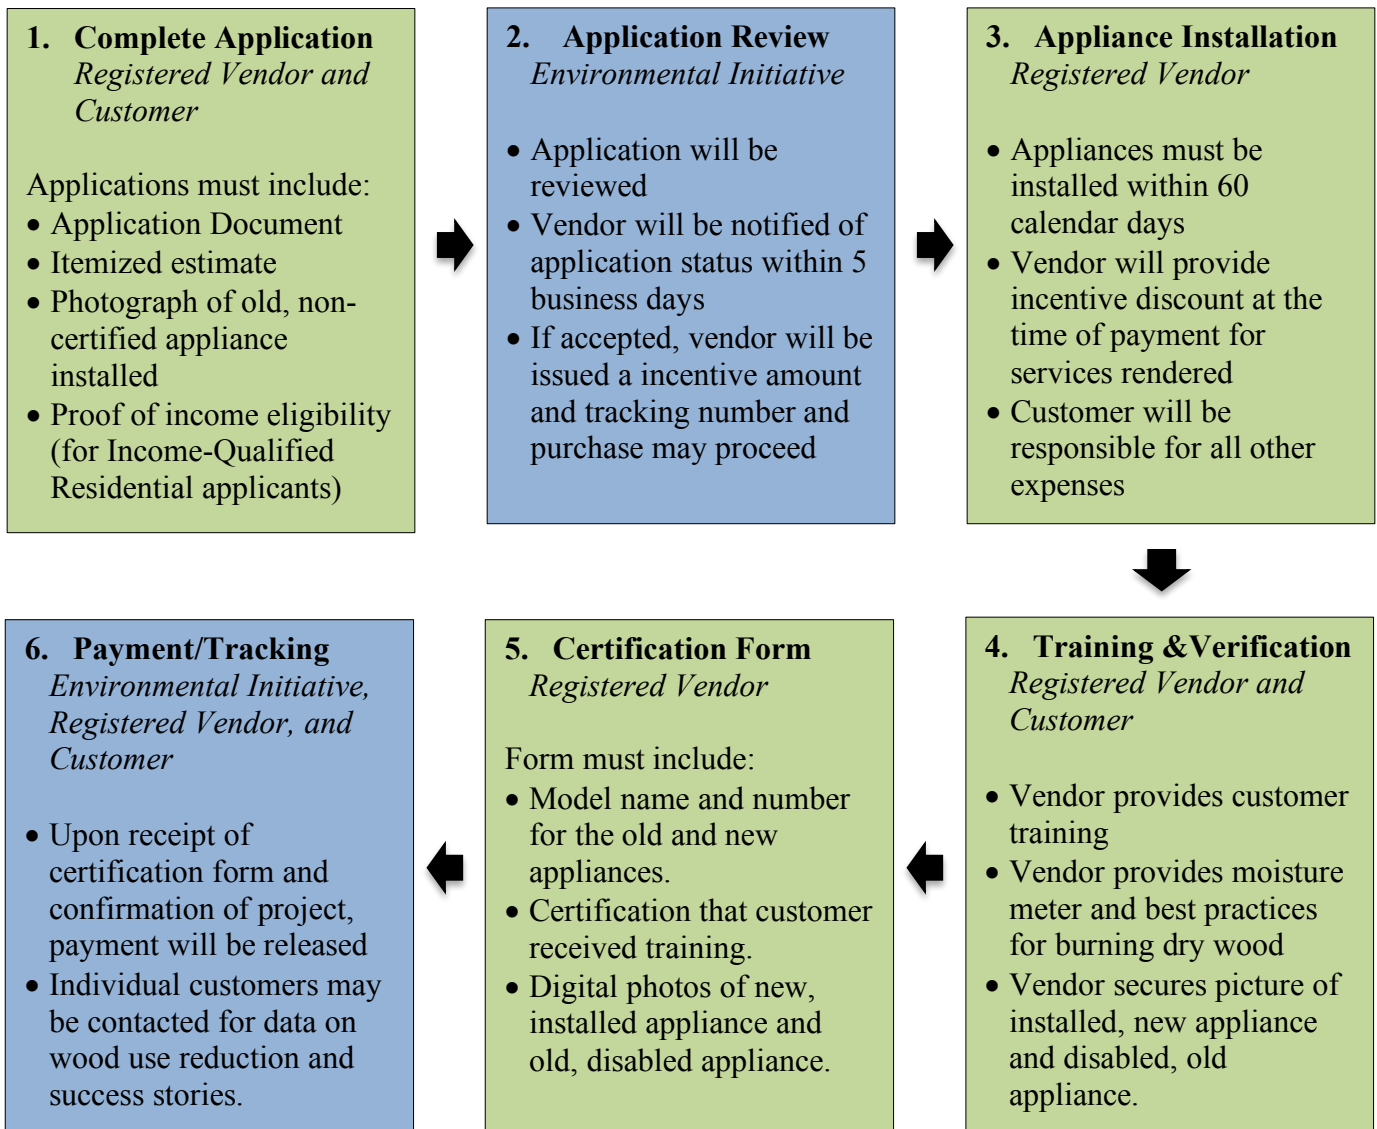 1. Complete Application
Registered Vendor and
Customer
Applications must include:
• Application Document
• Itemized estimate
• Photograph of old, non-
certified appliance
installed
• Proof of income eligibility
(for Income-Qualified
Residential applicants)
2. Application Review
Environmental Initiative
• Application will be
reviewed
• Vendor will be notified of
application status within 5
business days
• If accepted, vendor will be
issued a incentive amount
and tracking number and
purchase may proceed
3. Appliance Installation
Registered Vendor
• Appliances must be
installed within 60
calendar days
• Vendor will provide
incentive discount at the
time of payment for
services rendered
• Customer will be
responsible for all other
expenses
4. Training &Verification
Registered Vendor and
Customer
• Vendor provides customer
training
• Vendor provides moisture
meter and best practices
for burning dry wood
• Vendor secures picture of
installed, new appliance
and disabled, old
appliance.
5. Certification Form
Registered Vendor
Form must include:
• Model name and number
for the old and new
appliances.
• Certification that customer
received training.
• Digital photos of new,
installed appliance and
old, disabled appliance.
6. Payment/Tracking
Environmental Initiative,
Registered Vendor, and
Customer
• Upon receipt of
certification form and
confirmation of project,
payment will be released
• Individual customers may
be contacted for data on
wood use reduction and
success stories.